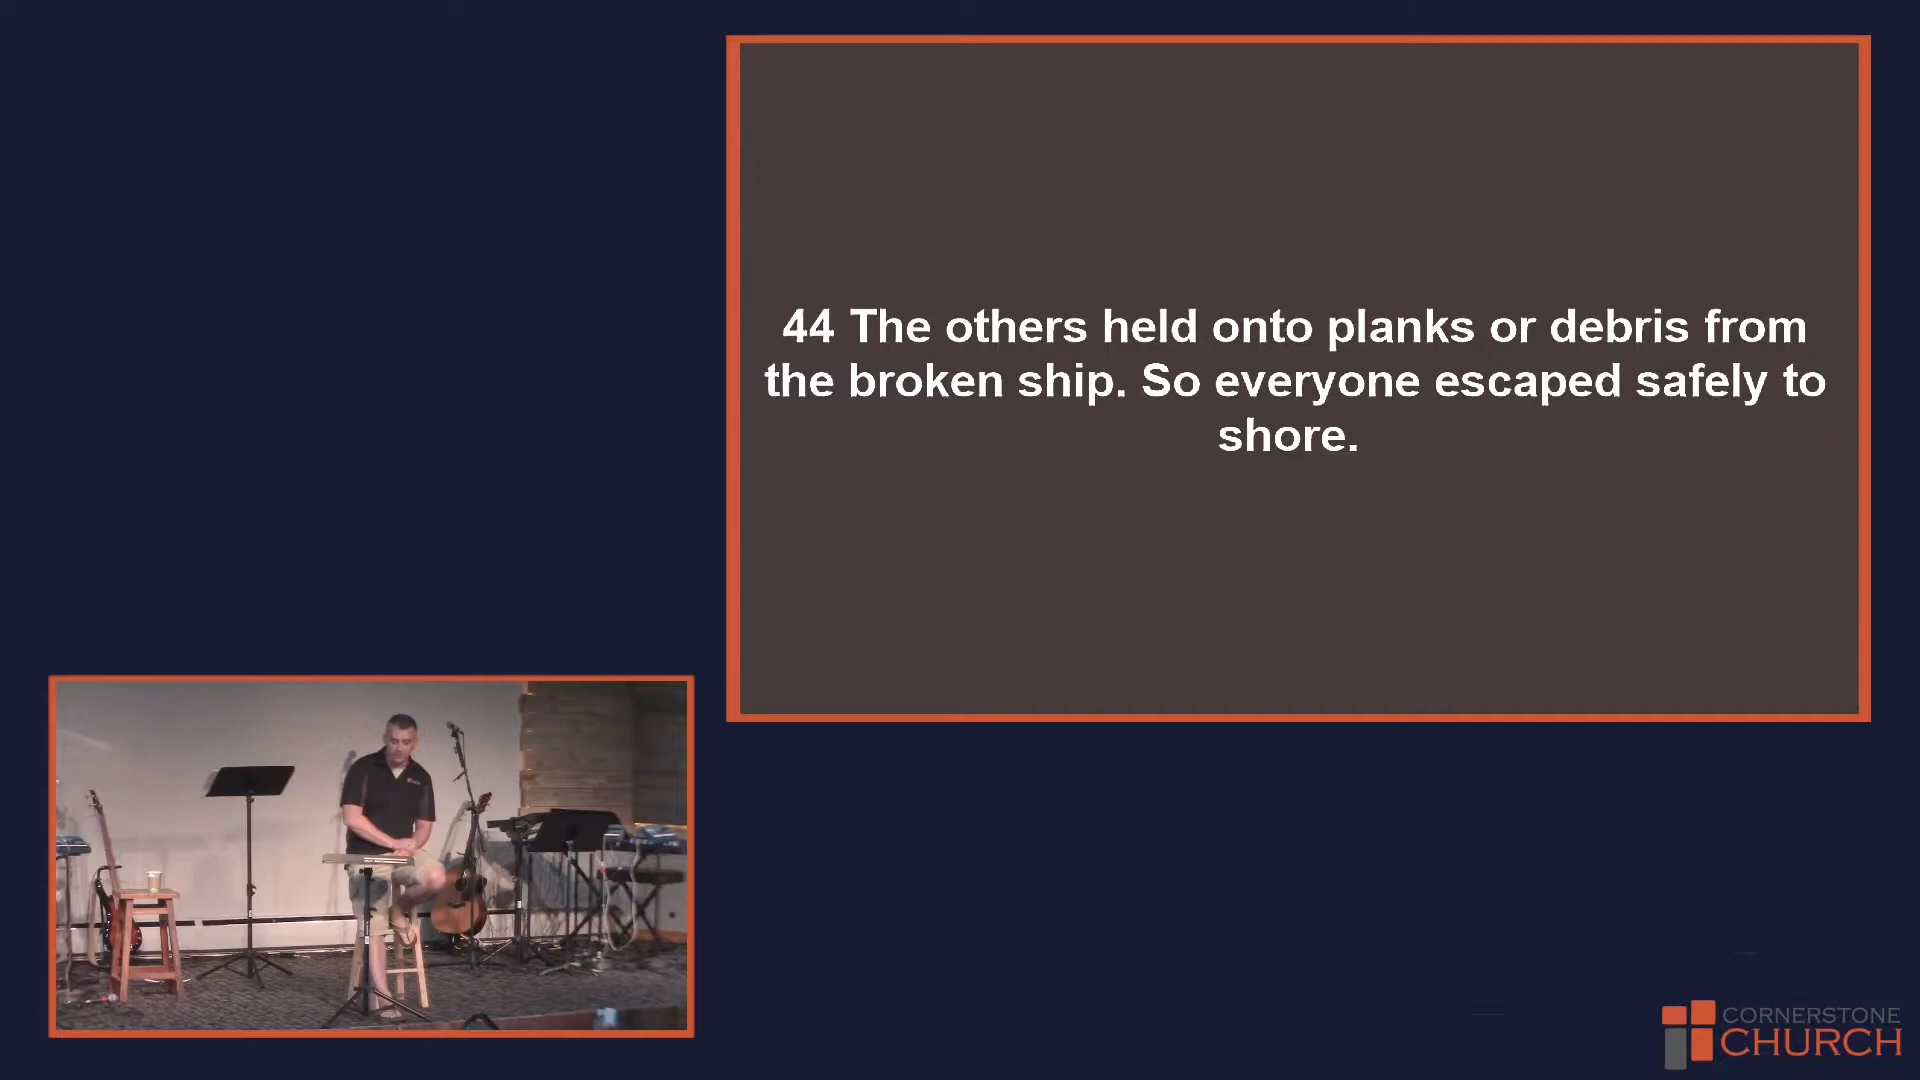 44 The others held onto planks or debris from
the broken ship. So everyone escaped safely to
shore.
CORNERSTONE
CHURCH